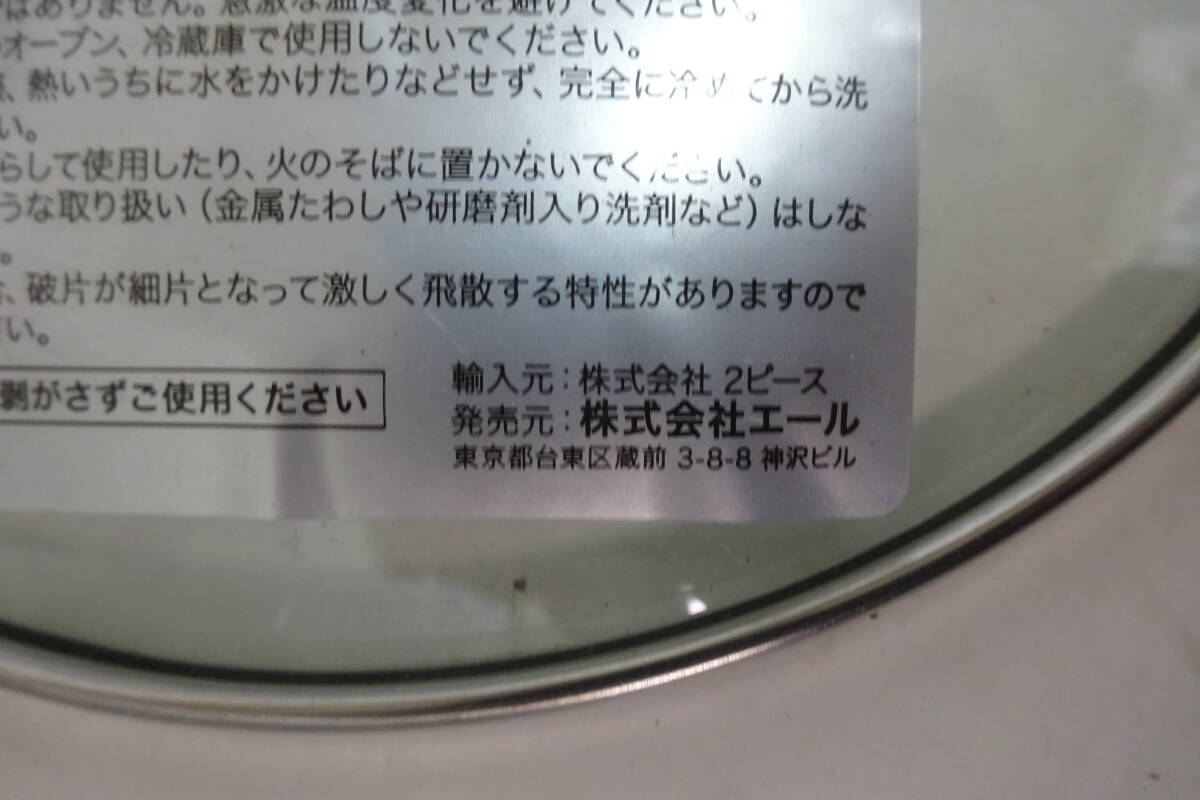 はありません。急激な温度変化を避けてください。
オーブン、冷蔵庫で使用しないでください。
熱いうちに水をかけたりなどせず、完全に冷めてから洗
い。
らして使用したり、火のそばに置かないでください。
うな取り扱い（金属たわしや研磨剤入り洗剤など）はしな
。
、破片が細片となって激しく飛散する特性がありますので
さい。
剥がさずご使用ください
輸入元：株式会社 2ピース
発売元：株式会社エール
東京都台東区蔵前 3-8-8 神沢ビル